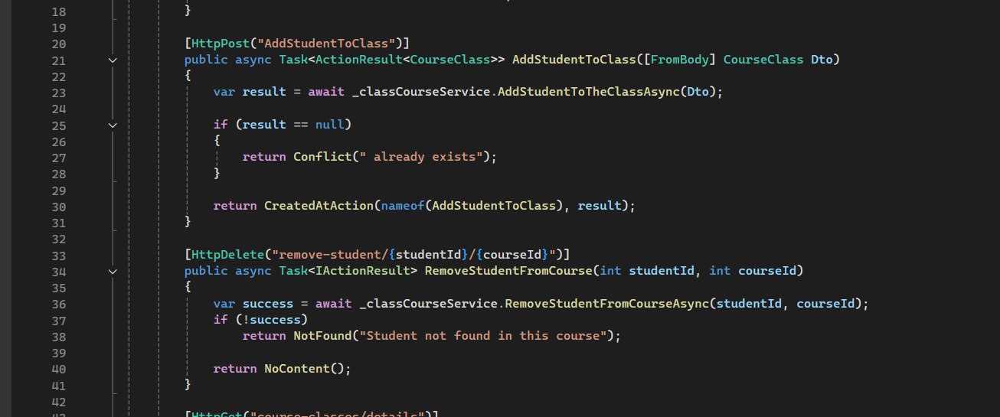 18 }
19
20 [HttpPost("AddStudentToClass")]
21 public async Task<ActionResult<CourseClass>> AddStudentToClass([FromBody] CourseClass Dto)
22 {
23 var result = await _classCourseService.AddStudentToTheClassAsync(Dto);
24
25 if (result == null)
26 {
27 return Conflict(" already exists");
28 }
29
30 return CreatedAtAction(nameof(AddStudentToClass), result);
31 }
32
33 [HttpDelete("remove-student/{studentId}/{courseId}")]
34 public async Task<IActionResult> RemoveStudentFromCourse(int studentId, int courseId)
35 {
36 var success = await _classCourseService.RemoveStudentFromCourseAsync(studentId, courseId);
37 if (!success)
38 return NotFound("Student not found in this course");
39
40 return NoContent();
41 }
42
43 [HttpGet("course-classes/details")]